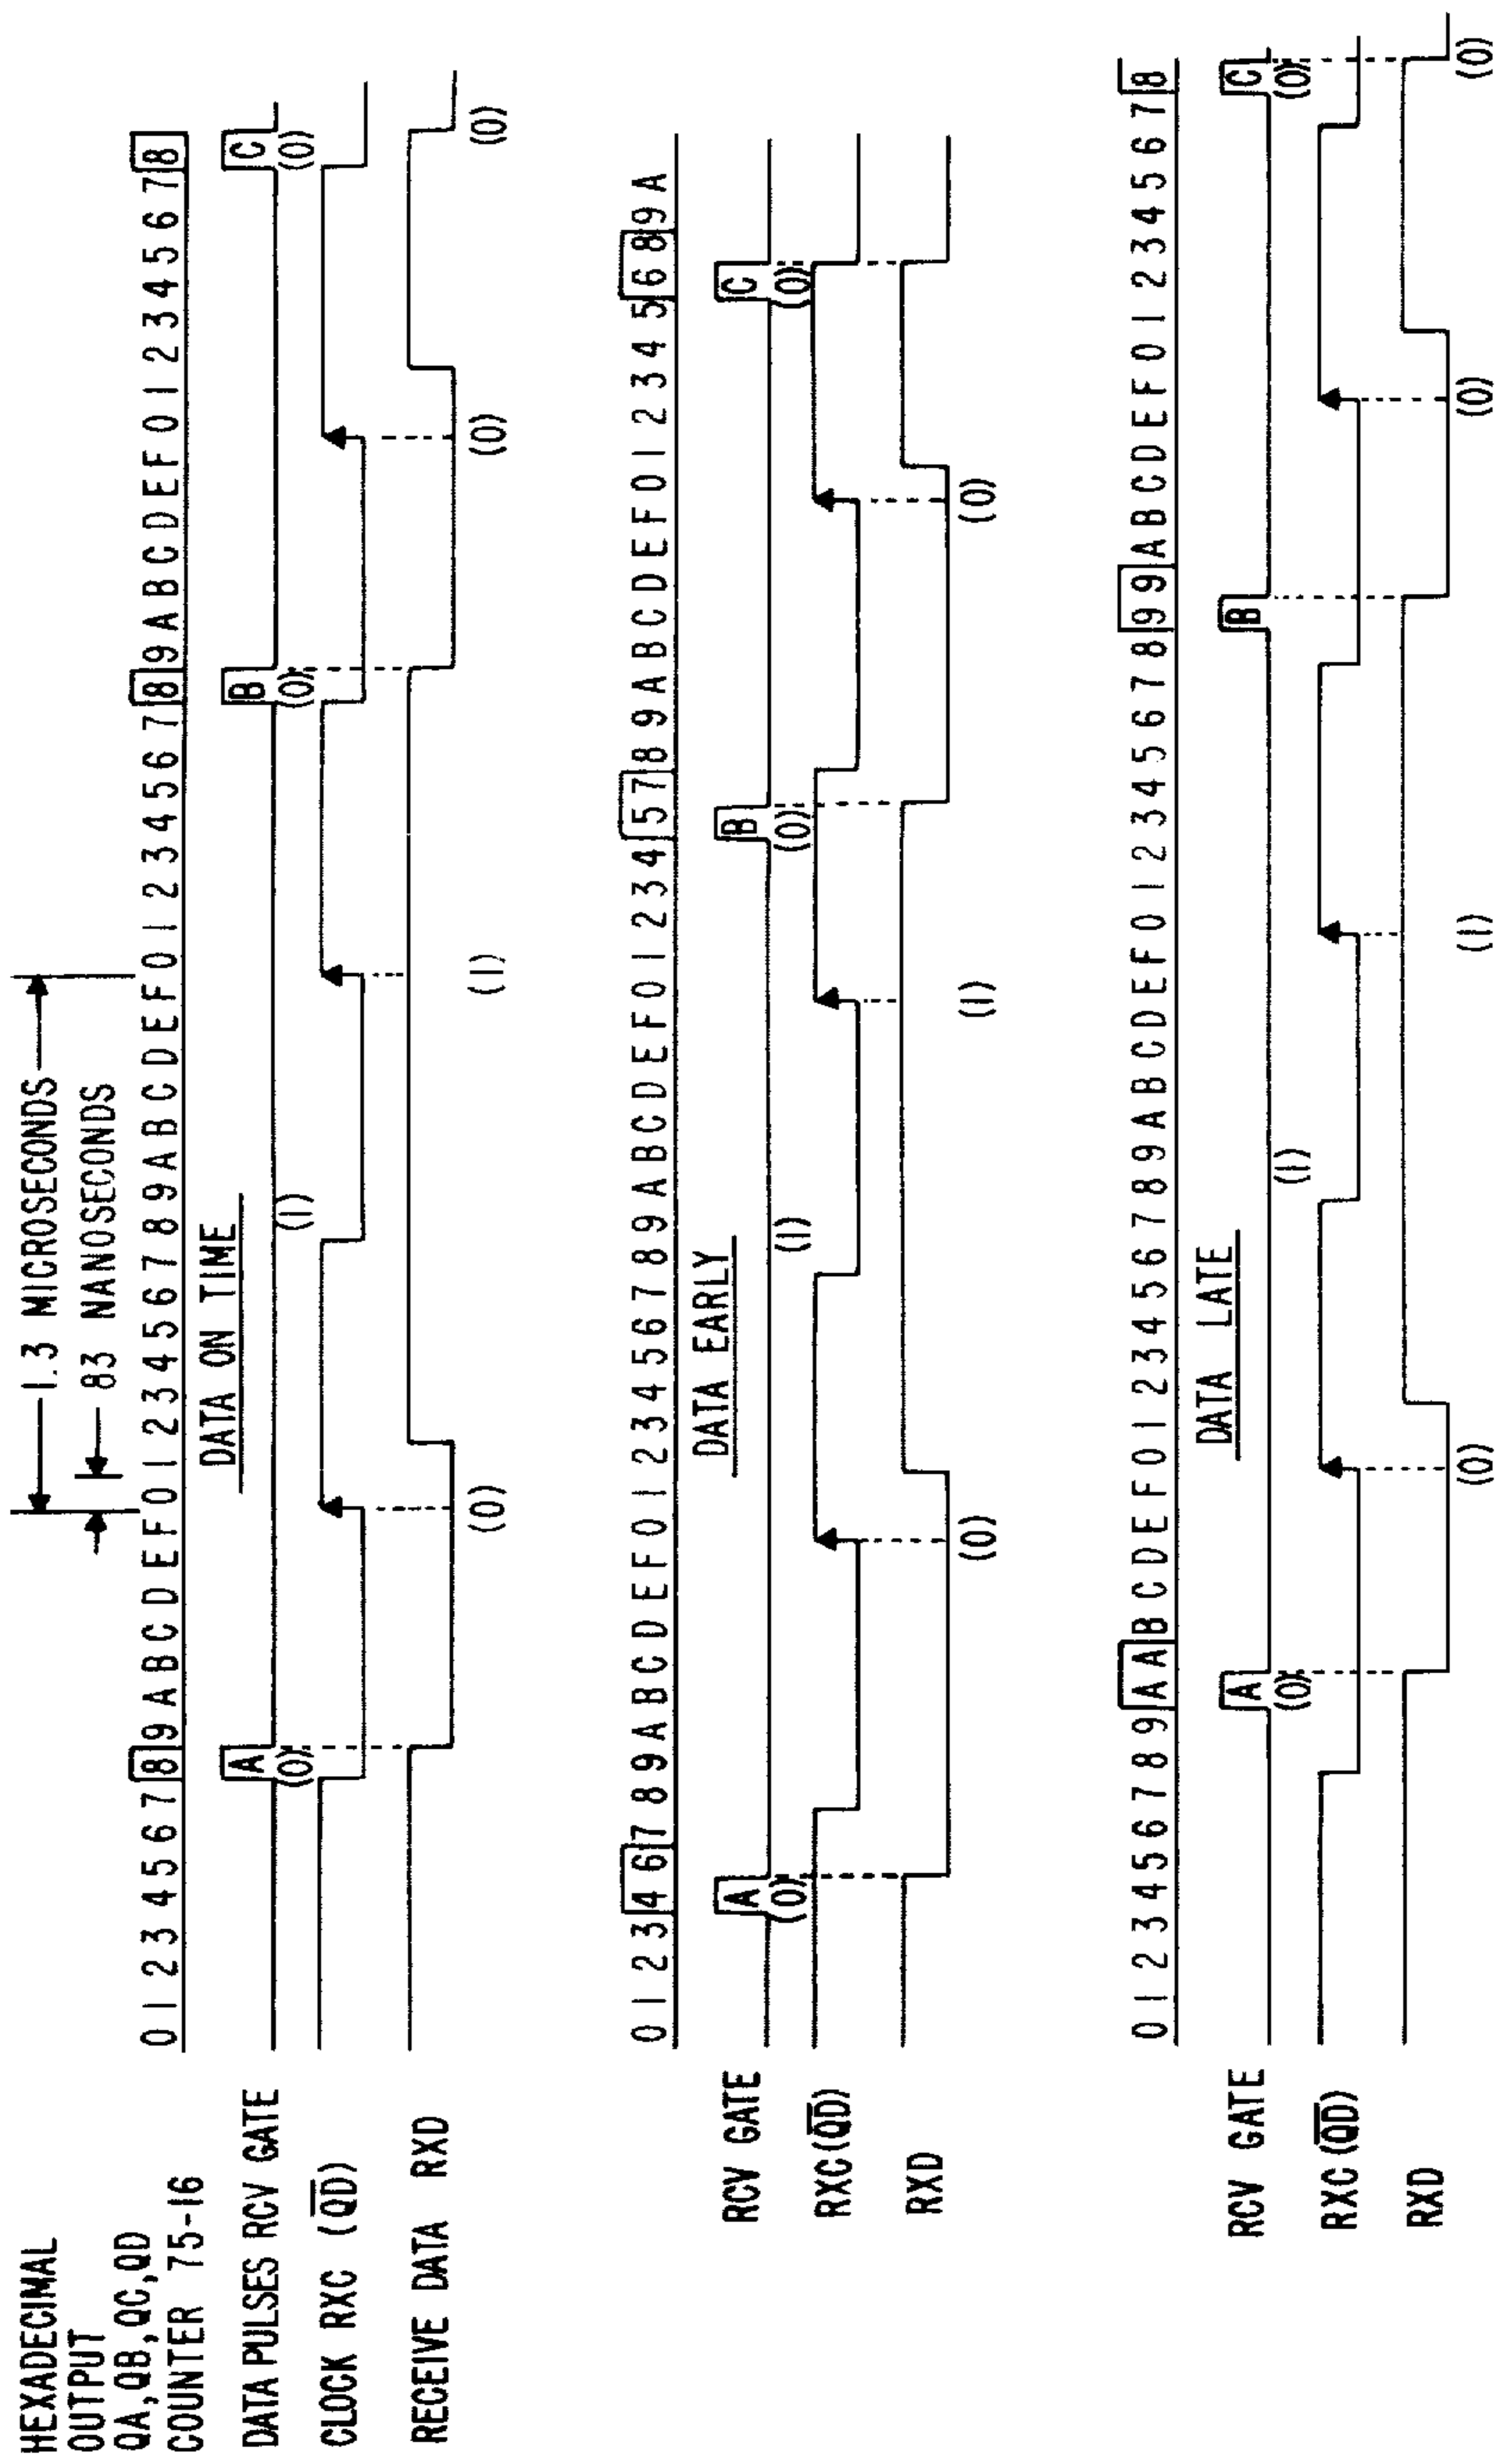 1.3 MICROSECONDS
83 NANOSECONDS
HEXADECIMAL
OUTPUT
QA,QB,QC,QD
COUNTER 75-16
0 1 2 3 4 5 6 7 8 9 A B C D E F 0 1 2 3 4 5 6 7 8 9 A B C D E F 0 1 2 3 4 5 6 7 8 9 A B C D E F 0 1 2 3 4 5 6 7 8
DATA ON TIME
DATA PULSES RCV GATE
A B C
(0) (1) (0) (0)
CLOCK RXC (Q̅D̅)
RECEIVE DATA RXD
(0) (1) (0) (0)
0 1 2 3 4 6 7 8 9 A B C D E F 0 1 2 3 4 5 6 7 8 9 A B C D E F 0 1 2 3 4 5 7 8 9 A B C D E F 0 1 2 3 4 5 6 8 9 A
DATA EARLY
RCV GATE
A B C
(0) (1) (0) (0)
RXC (Q̅D̅)
RXD
(0) (1) (0)
0 1 2 3 4 5 6 7 8 9 A A B C D E F 0 1 2 3 4 5 6 7 8 9 A B C D E F 0 1 2 3 4 5 6 7 8 9 9 A B C D E F 0 1 2 3 4 5 6 7 8
DATA LATE
RCV GATE
A B C
(0) (1) (0)
RXC (Q̅D̅)
RXD
(0) (1) (0) (0)